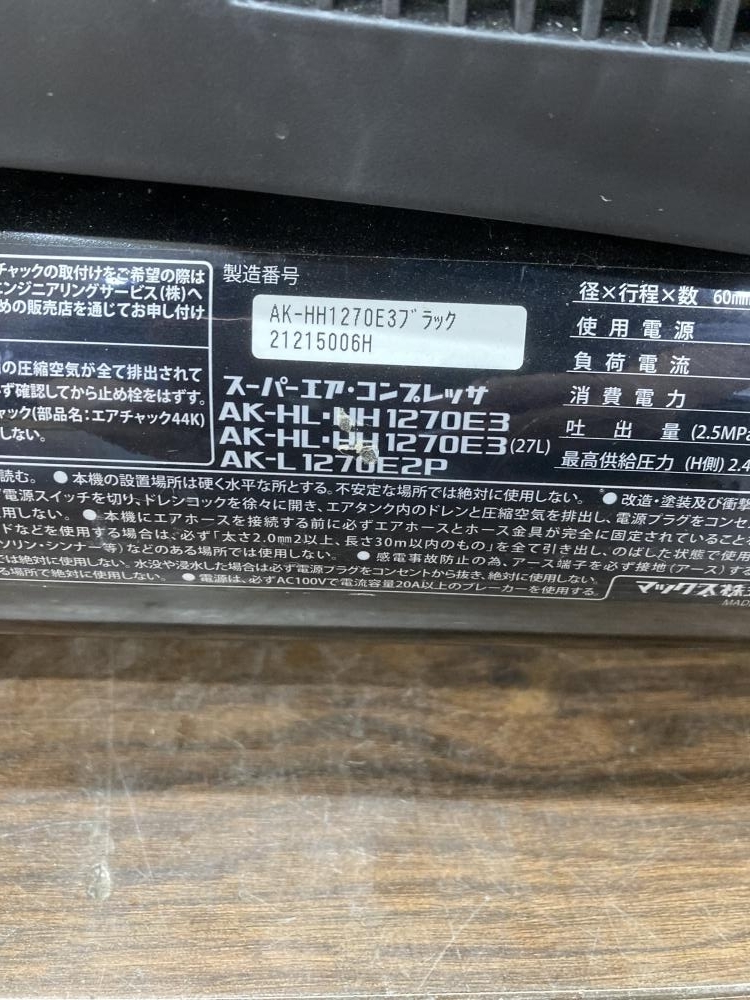 チャックの取付けをご希望の際は
エンジニアリングサービス(株)へ
めの販売店を通じてお申し付け
の圧縮空気が全て排出されて
ず確認してから止め栓をはずす。
ャック(部品名:エアチャック44K)
しない。
製造番号
AK-HH1270E3ブラック
21215006H
スーパーエア・コンプレッサ
AK-HL・HH1270E3
AK-HL・HH1270E3(27L)
AK-L1270E2P
径×行程×数 60mm
使用電源
負荷電流
消費電力
吐出量 (2.5MPa
最高供給圧力 (H側) 2.4
読む。 ● 本機の設置場所は硬く水平な所とする。不安定な場所では絶対に使用しない。 ● 改造・塗装及び衝撃
電源スイッチを切り、ドレンコックを徐々に開き、エアタンク内のドレンと圧縮空気を排出し、電源プラグをコンセ
用しない。 ● 本機にエアホースを接続する前に必ずエアホースとホース金具が完全に固定されていること
ドなどを使用する場合は、必ず「太さ2.0mm2以上、長さ30m以内のもの」を全て引き出し、のばした状態で使用
ソリン・シンナー等)などのある場所では使用しない。 ● 感電事故防止の為、アース端子を必ず接地(アース)する
では絶対に使用しない。水没や浸水した場合は必ず電源プラグをコンセントから抜き、絶対に使用しない。
る場所で絶対に使用しない。 ● 電源は、必ずAC100Vで電流容量20A以上のブレーカーを使用する。
マックス株式
MAD